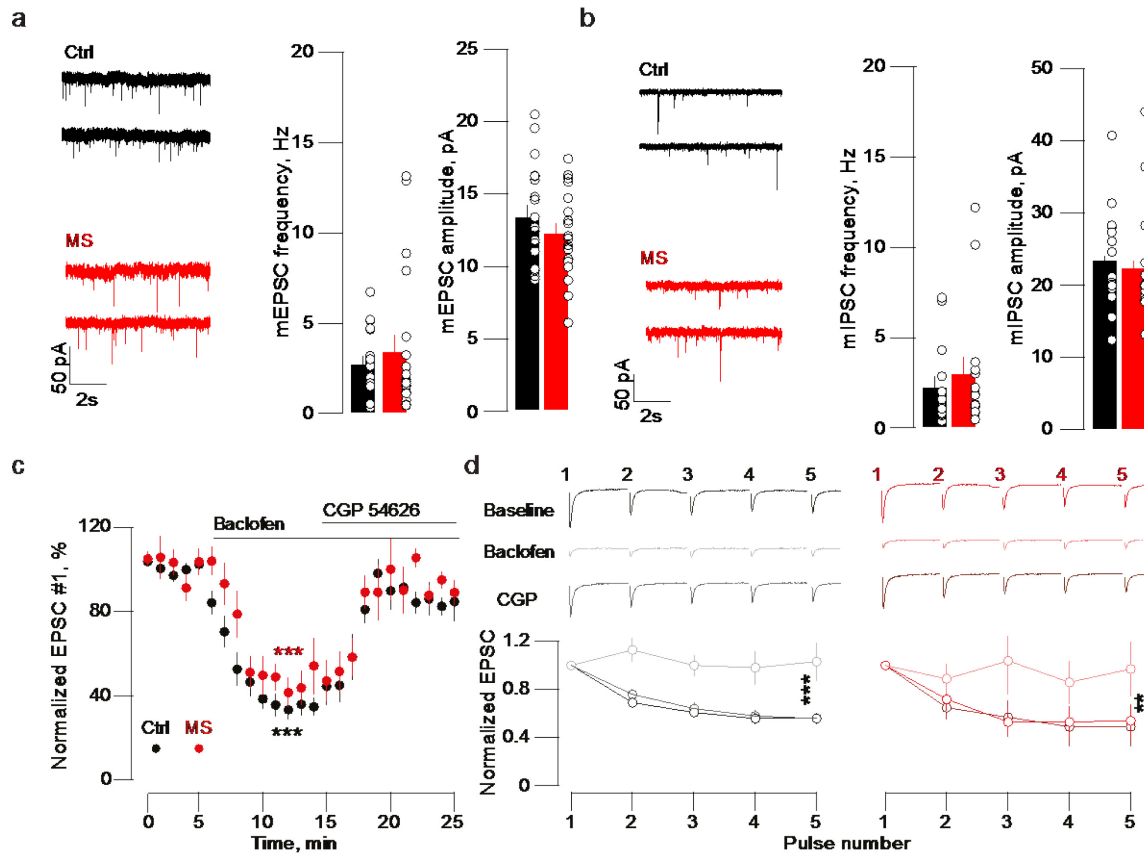 a
Ctrl
MS
50 pA
2s
mEPSC frequency, Hz
20
15
10
5
0
mEPSC amplitude, pA
25
20
15
10
5
0
b
Ctrl
MS
50 pA
2s
mIPSC frequency, Hz
20
15
10
5
0
mIPSC amplitude, pA
50
40
30
20
10
0
c
Normalized EPSC #1, %
120
80
40
0
Baclofen
CGP 54626
***
***
Ctrl MS
0 5 10 15 20 25
Time, min
d
1 2 3 4 5
1 2 3 4 5
Baseline
Backofen
CGP
Normalized EPSC
1.2
0.8
0.4
0
***
**
1 2 3 4 5
1 2 3 4 5
Pulse number